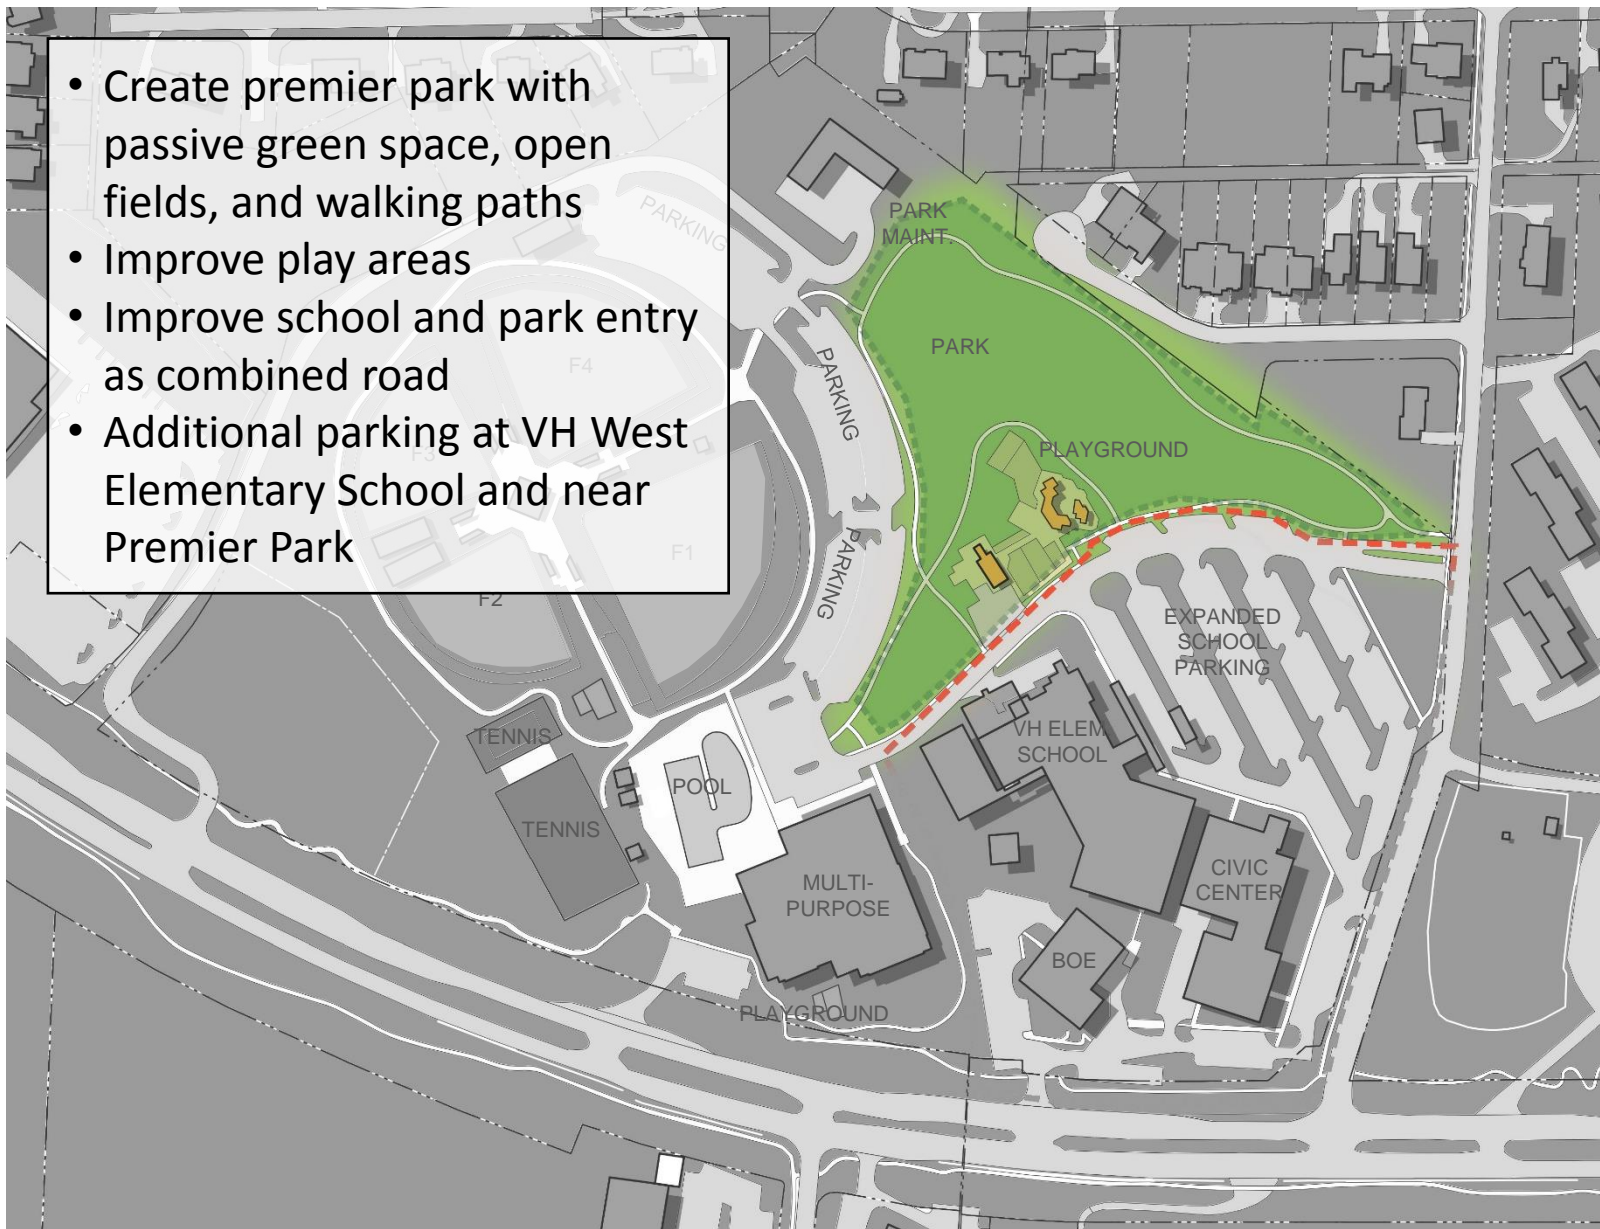 • Create premier park with
passive green space, open
fields, and walking paths
• Improve play areas
• Improve school and park entry
as combined road
• Additional parking at VH West
Elementary School and near
Premier Park
PARKING
F4
F3
F1
F2
PARK
MAINT.
PARK
PARKING
PLAYGROUND
PARKING
EXPANDED
SCHOOL
PARKING
TENNIS
VH ELEM
SCHOOL
POOL
TENNIS
MULTI-
PURPOSE
CIVIC
CENTER
BOE
PLAYGROUND